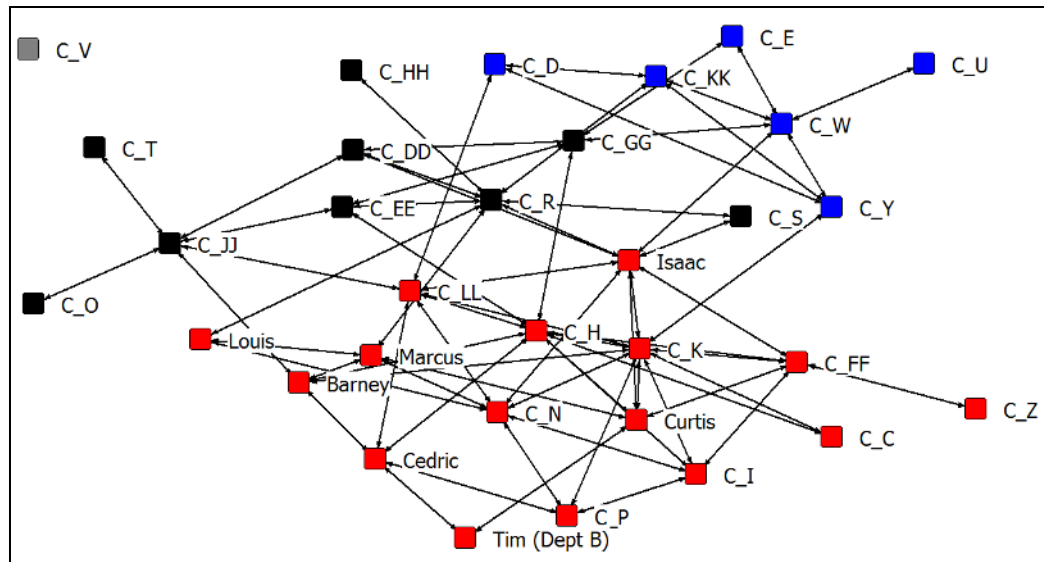 C_E
C_V
C_D
C_U
C_HH
C_KK
C_W
C_GG
C_T
C_DD
C_EE
C_R
C_S
C_Y
C_JJ
Isaac
C_LL
C_O
C_H
Louis
Marcus
C_K
C_FF
Barney
C_N
Curtis
C_Z
C_C
Cedric
C_I
C_P
Tim (Dept B)